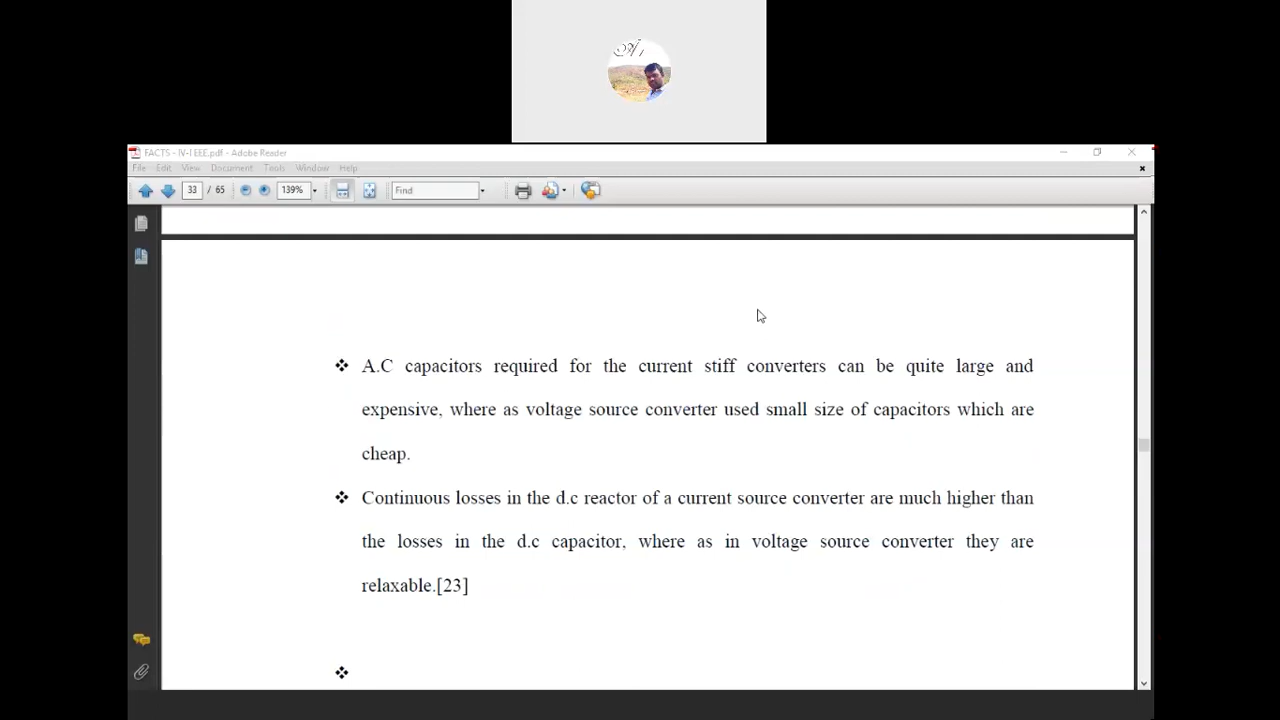 FACTS - IV-I EEE.pdf - Adobe Reader
File Edit View Document Tools Window Help
33 / 65 139% Find
❖ A.C capacitors required for the current stiff converters can be quite large and
expensive, where as voltage source converter used small size of capacitors which are
cheap.
❖ Continuous losses in the d.c reactor of a current source converter are much higher than
the losses in the d.c capacitor, where as in voltage source converter they are
relaxable.[23]
❖